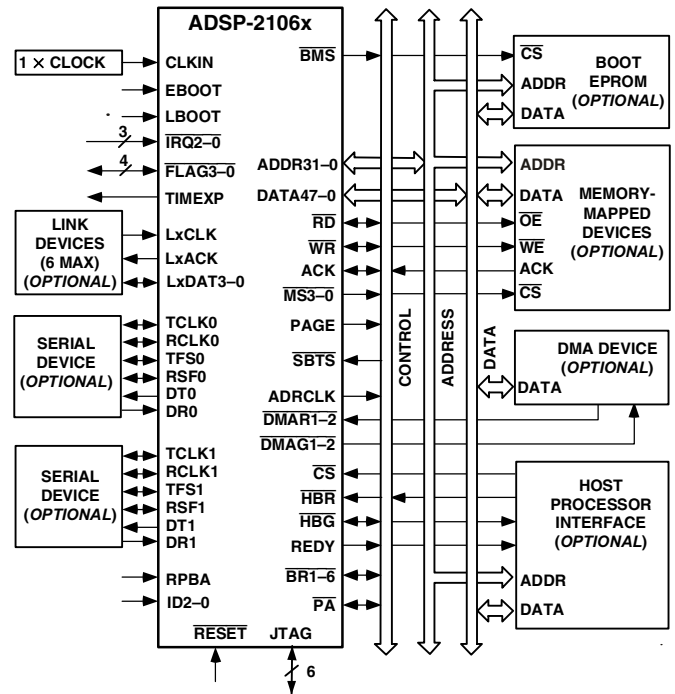 ADSP-2106x
1 × CLOCK
CLKIN
EBOOT
LBOOT
3
IRQ2–0
4
FLAG3–0
TIMEXP
LINK
DEVICES
(6 MAX)
(OPTIONAL)
LxCLK
LxACK
LxDAT3–0
SERIAL
DEVICE
(OPTIONAL)
TCLK0
RCLK0
TFS0
RSF0
DT0
DR0
SERIAL
DEVICE
(OPTIONAL)
TCLK1
RCLK1
TFS1
RSF1
DT1
DR1
RPBA
ID2–0
RESET
JTAG
6
BMS
ADDR31–0
DATA47–0
RD
WR
ACK
MS3–0
PAGE
SBTS
ADRCLK
DMAR1–2
DMAG1–2
CS
HBR
HBG
REDY
BR1–6
PA
CONTROL
ADDRESS
DATA
CS
ADDR
DATA
BOOT
EPROM
(OPTIONAL)
ADDR
DATA
OE
WE
ACK
CS
MEMORY-
MAPPED
DEVICES
(OPTIONAL)
DMA DEVICE
(OPTIONAL)
DATA
HOST
PROCESSOR
INTERFACE
(OPTIONAL)
ADDR
DATA